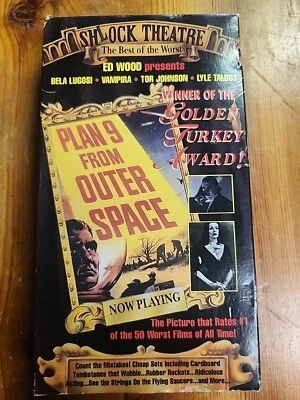 SHLOCK THEATRE
The Best of the Worst
ED WOOD presents
BELA LUGOSI • VAMPIRA • TOR JOHNSON • LYLE TALBOT
WINNER OF THE
GOLDEN
TURKEY
AWARD!
PLAN 9
FROM
OUTER
SPACE
NOW PLAYING
The Picture that Rates #1
of the 50 Worst Films of All Time!
Count the Mistakes! Cheap Sets Including Cardboard
Tombstones that Wobble...Rubber Rockets...Ridiculous
Acting...See the Strings On the Flying Saucers...and More...